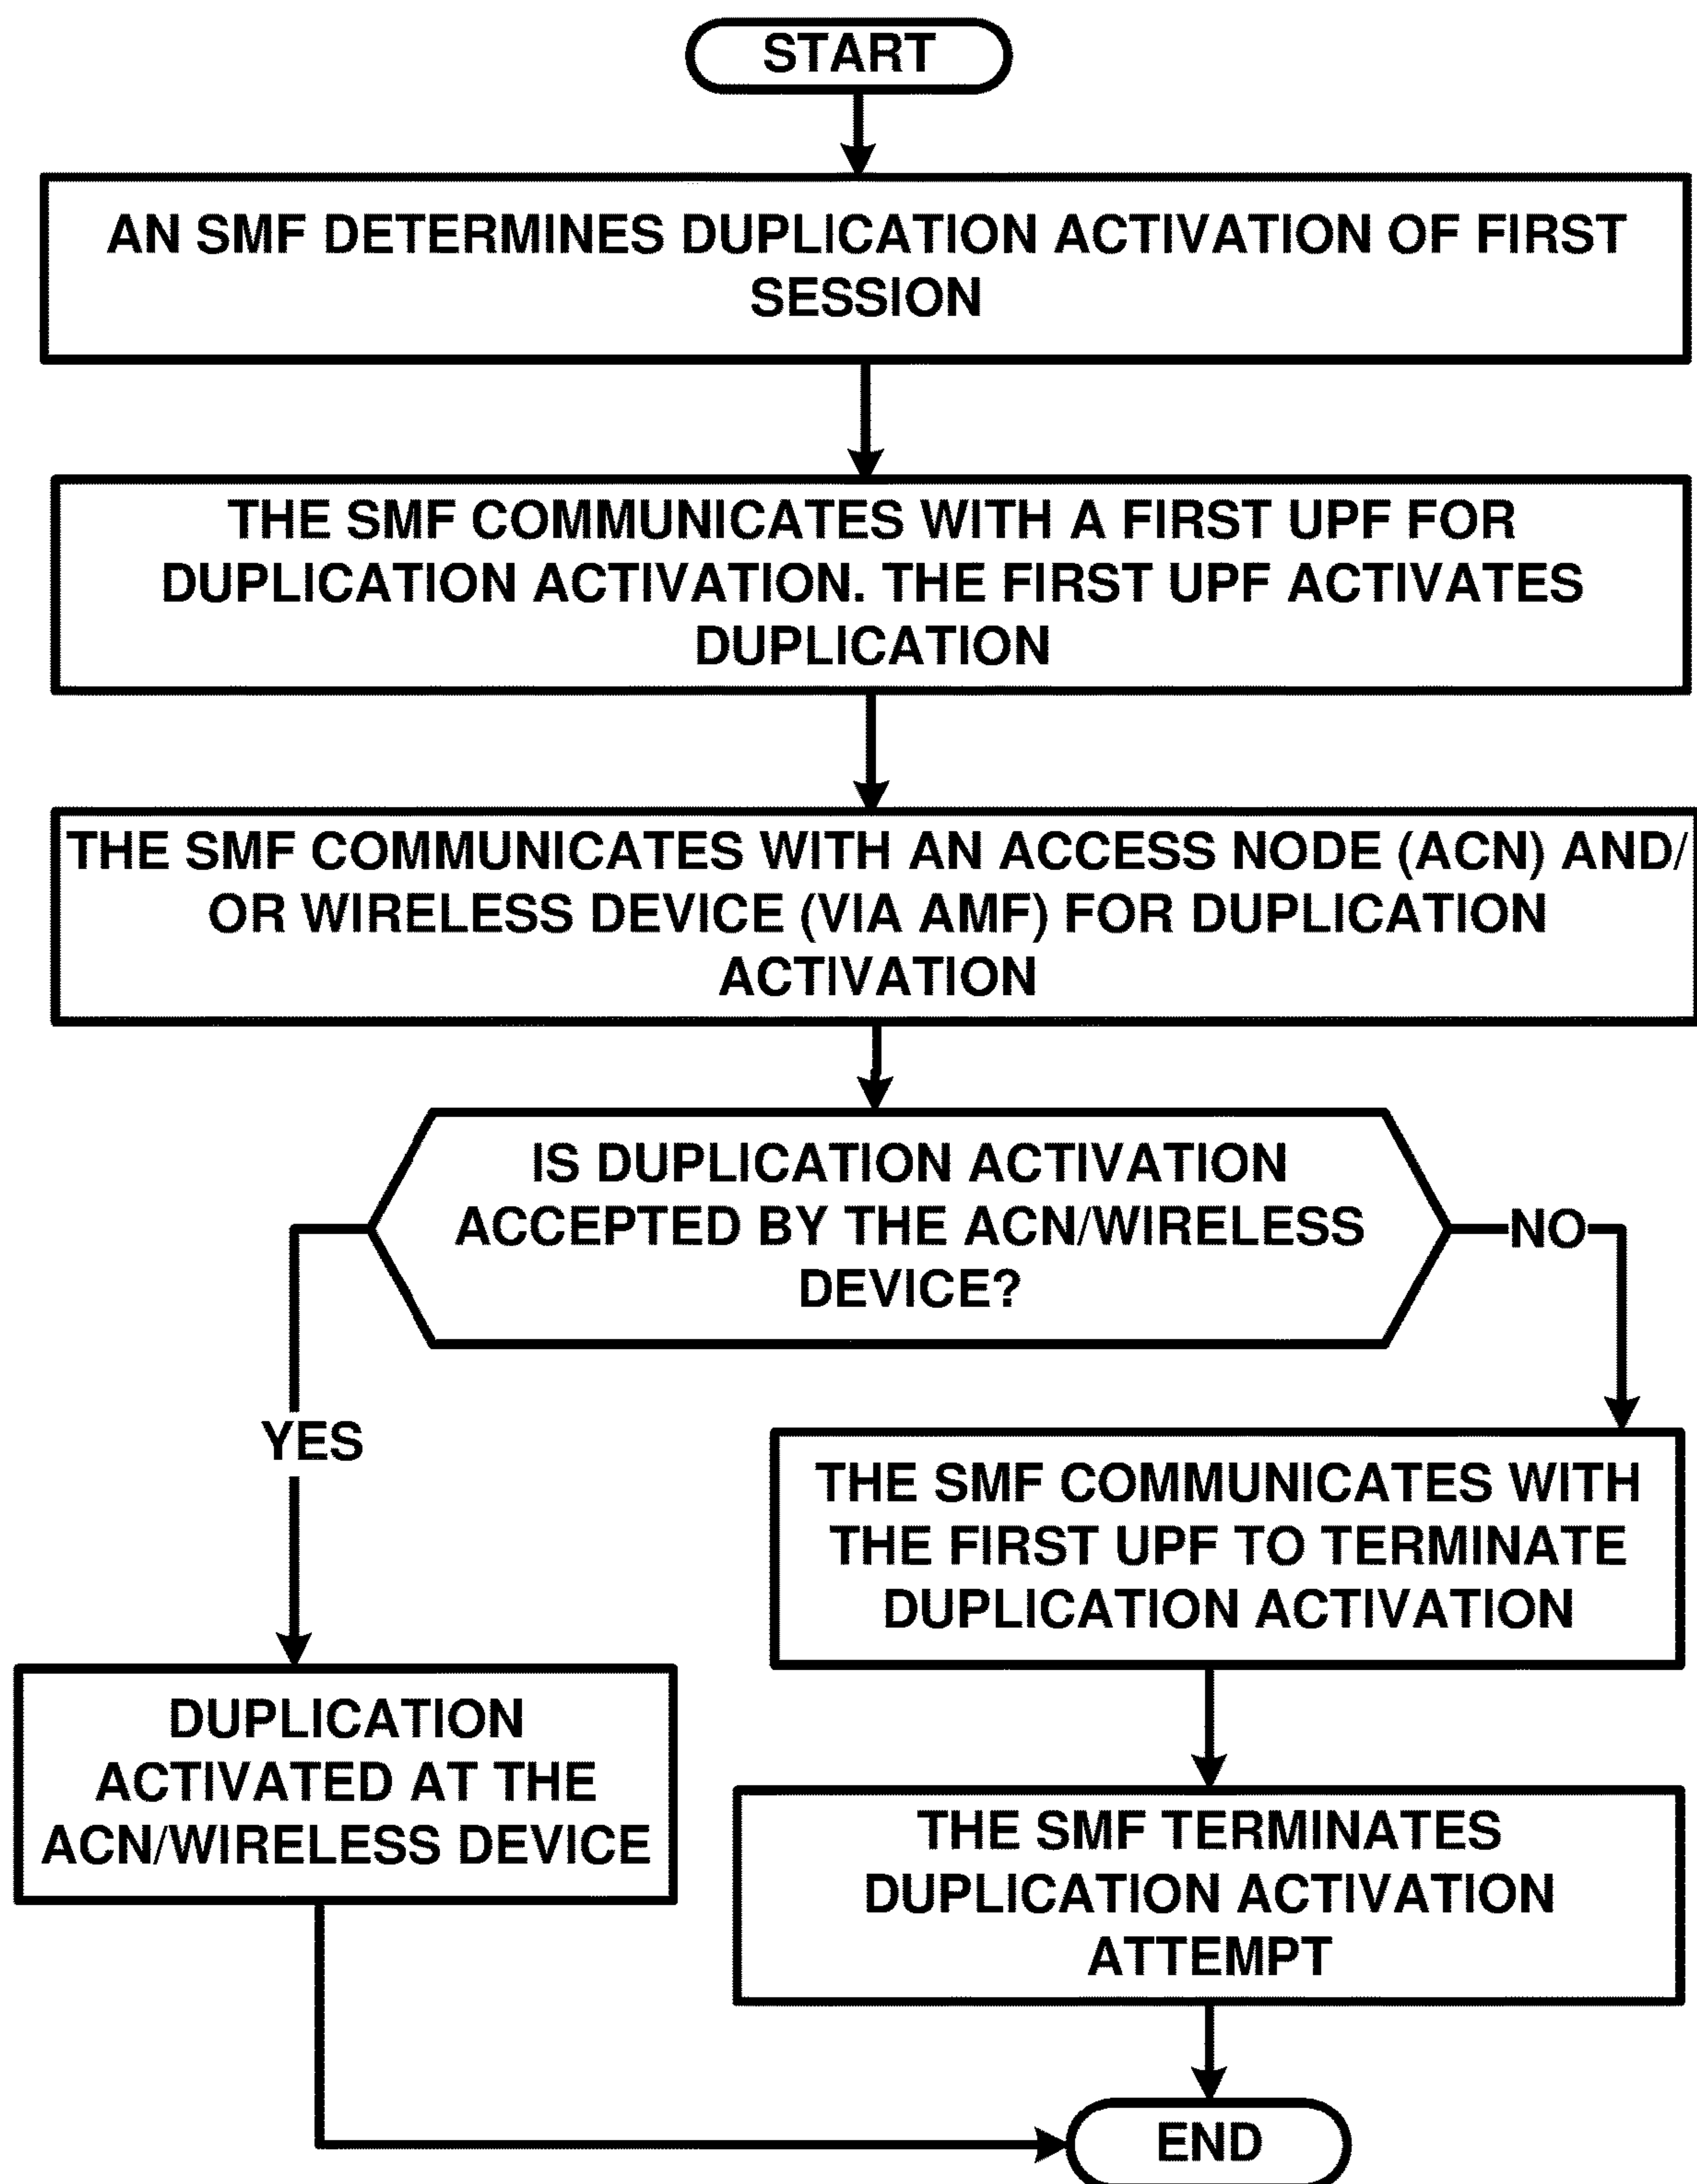 START
AN SMF DETERMINES DUPLICATION ACTIVATION OF FIRST
SESSION
THE SMF COMMUNICATES WITH A FIRST UPF FOR
DUPLICATION ACTIVATION. THE FIRST UPF ACTIVATES
DUPLICATION
THE SMF COMMUNICATES WITH AN ACCESS NODE (ACN) AND/
OR WIRELESS DEVICE (VIA AMF) FOR DUPLICATION
ACTIVATION
IS DUPLICATION ACTIVATION
ACCEPTED BY THE ACN/WIRELESS
DEVICE?
NO
YES
THE SMF COMMUNICATES WITH
THE FIRST UPF TO TERMINATE
DUPLICATION ACTIVATION
DUPLICATION
ACTIVATED AT THE
ACN/WIRELESS DEVICE
THE SMF TERMINATES
DUPLICATION ACTIVATION
ATTEMPT
END